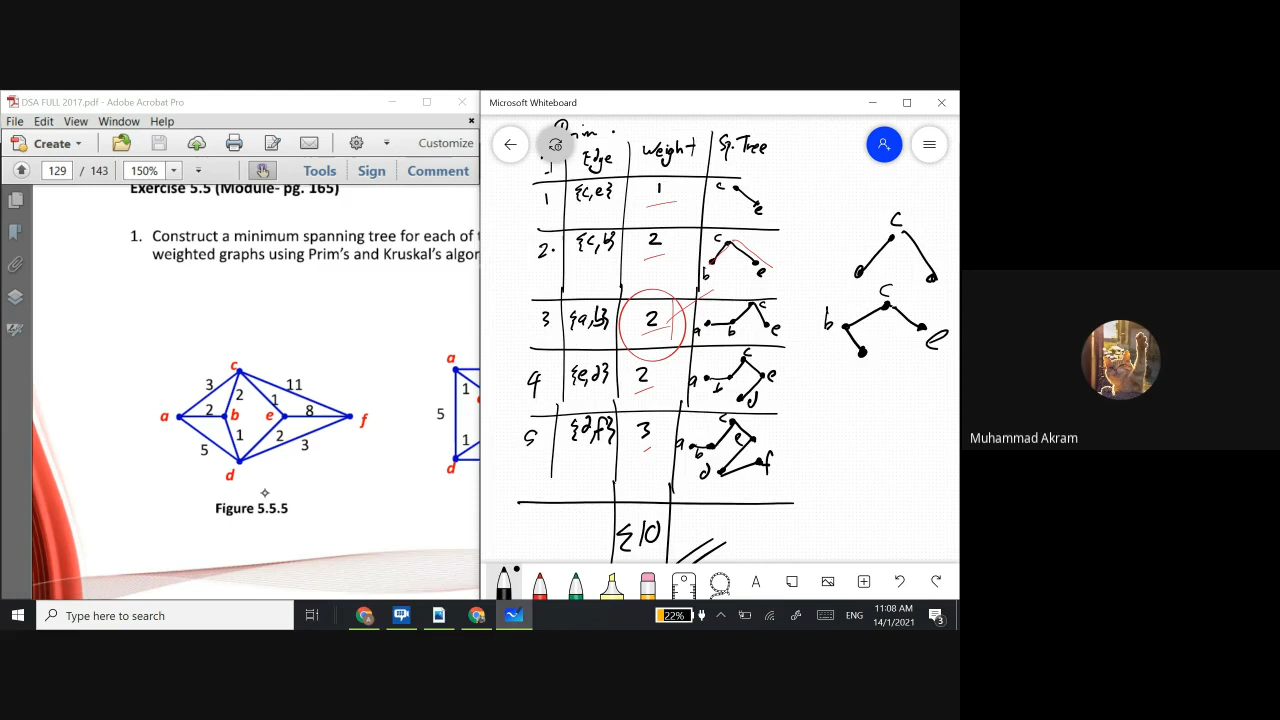 DSA FULL 2017.pdf - Adobe Acrobat Pro
File Edit View Window Help
Create
Customize
129 / 143 150%
Tools Sign Comment
Exercise 5.5 (Module- pg. 165)
1. Construct a minimum spanning tree for each of t
weighted graphs using Prim's and Kruskal's algor
c
3 2 1 11
a 2 b e 8 f
5 1 2 3
d
Figure 5.5.5
a
1
5
1
d
Microsoft Whiteboard
Prim.
Edge Weight Sp.Tree
1 {c,e} 1 c e
2. {c,b} 2 c b e
3 {a,b} 2 a b c e
4 {e,d} 2 a b c e d
5 {d,f} 3 a b c e d f
10
c
c
b
e
A
Type here to search
22%
ENG
11:08 AM
14/1/2021
3
Muhammad Akram